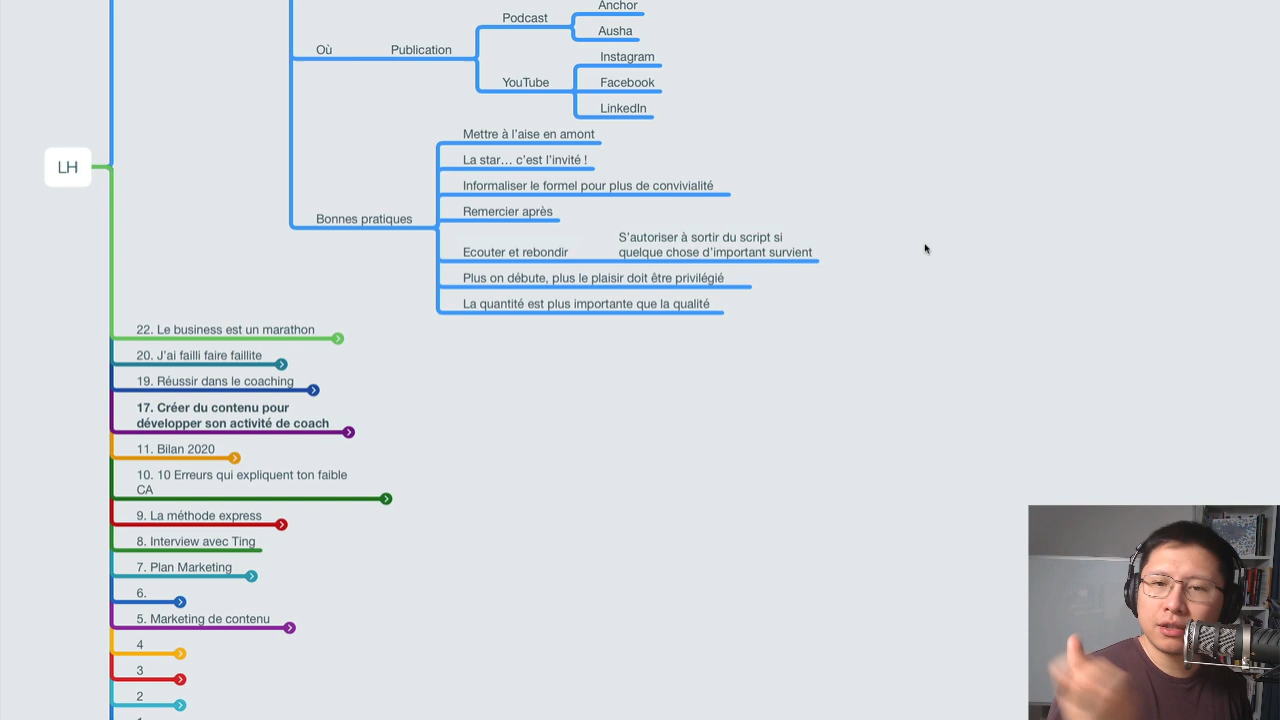 Anchor
Podcast
Ausha
Où
Publication
Instagram
YouTube
Facebook
LinkedIn
LH
Mettre à l'aise en amont
La star… c'est l'invité !
Informaliser le formel pour plus de convivialité
Bonnes pratiques
Remercier après
Ecouter et rebondir
S'autoriser à sortir du script si
quelque chose d'important survient
Plus on débute, plus le plaisir doit être privilégié
La quantité est plus importante que la qualité
22. Le business est un marathon
20. J'ai failli faire faillite
19. Réussir dans le coaching
17. Créer du contenu pour
développer son activité de coach
11. Bilan 2020
10. 10 Erreurs qui expliquent ton faible
CA
9. La méthode express
8. Interview avec Ting
7. Plan Marketing
6.
5. Marketing de contenu
4
3
2